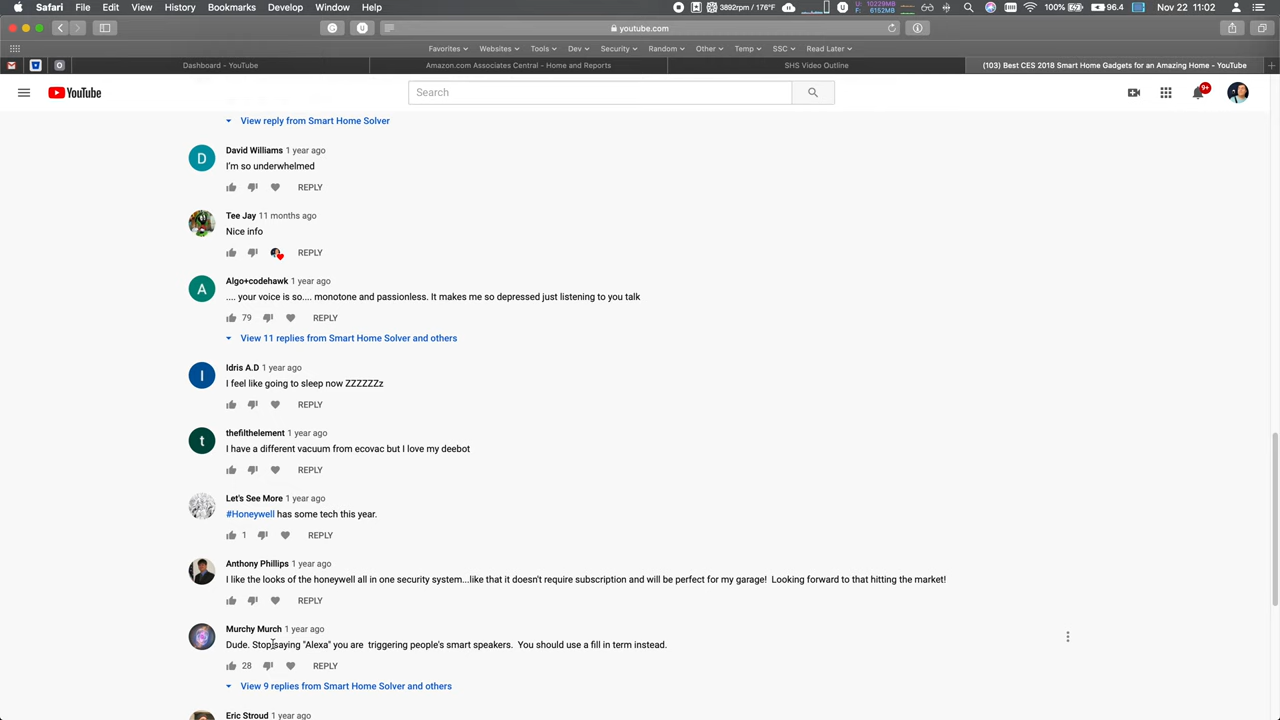 Safari File Edit View History Bookmarks Develop Window Help
3892rpm / 176°F
U: 10229MB
F: 6152MB
100% 96.4 Nov 22 11:02
youtube.com
Favorites Websites Tools Dev Security Random Other Temp SSC Read Later
Dashboard - YouTube
Amazon.com Associates Central - Home and Reports
SHS Video Outline
(103) Best CES 2018 Smart Home Gadgets for an Amazing Home - YouTube
YouTube
Search
9+
View reply from Smart Home Solver
D
David Williams 1 year ago
I'm so underwhelmed
REPLY
Tee Jay 11 months ago
Nice info
REPLY
A
Algo+codehawk 1 year ago
.... your voice is so.... monotone and passionless. It makes me so depressed just listening to you talk
79 REPLY
View 11 replies from Smart Home Solver and others
I
Idris A.D 1 year ago
I feel like going to sleep now ZZZZZZz
REPLY
t
thefilthelement 1 year ago
I have a different vacuum from ecovac but I love my deebot
REPLY
Let's See More 1 year ago
#Honeywell has some tech this year.
1 REPLY
Anthony Phillips 1 year ago
I like the looks of the honeywell all in one security system...like that it doesn't require subscription and will be perfect for my garage!  Looking forward to that hitting the market!
REPLY
Murchy Murch 1 year ago
Dude. Stop saying "Alexa" you are  triggering people's smart speakers.  You should use a fill in term instead.
28 REPLY
View 9 replies from Smart Home Solver and others
Eric Stroud 1 year ago